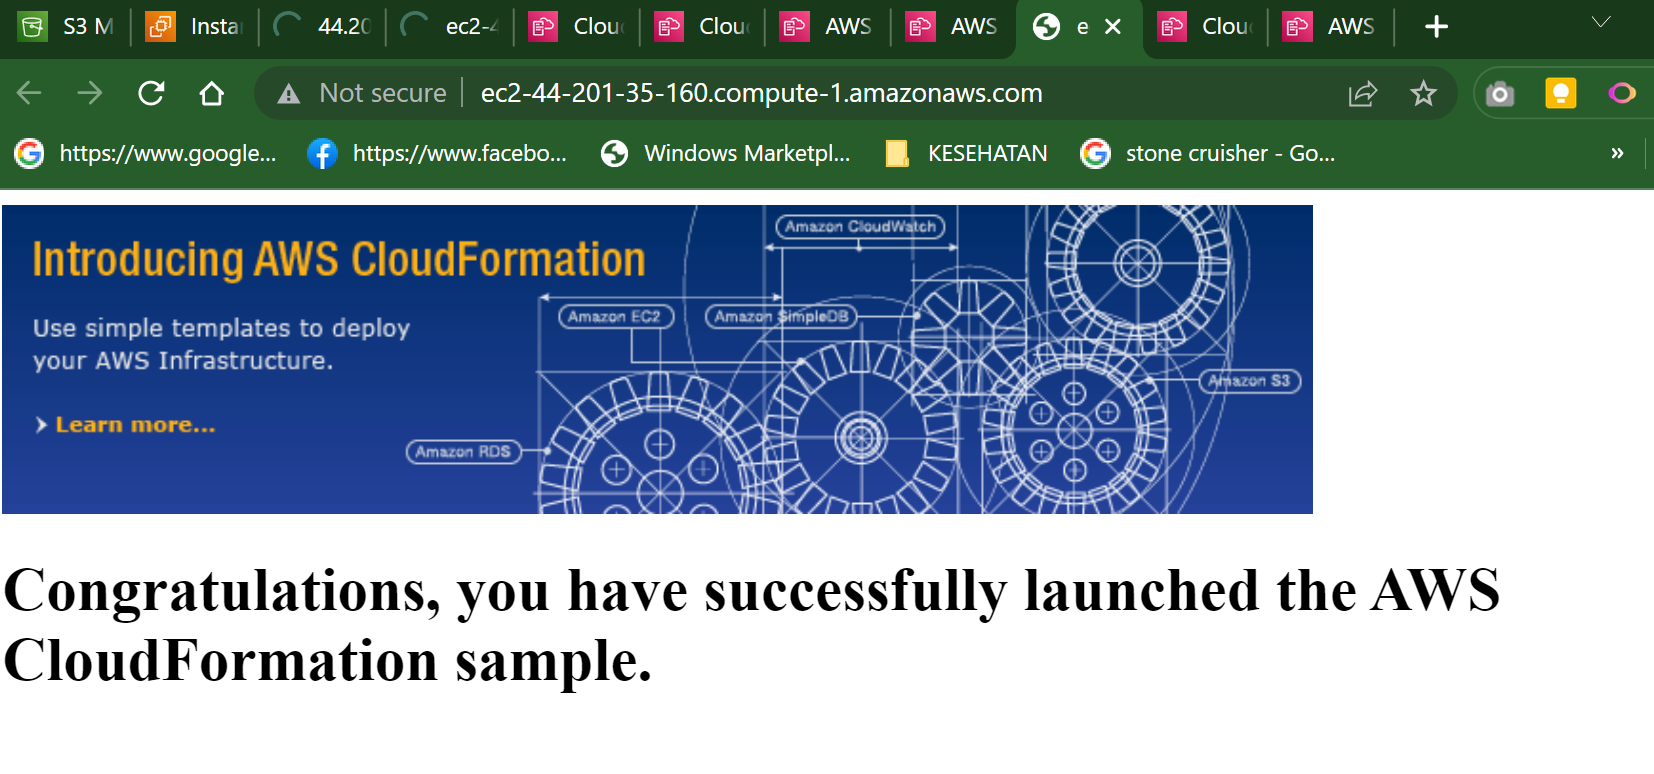 S3 M
Insta
44.20
ec2-4
Clou
Clou
AWS
AWS
e
Clou
AWS
Not secure
ec2-44-201-35-160.compute-1.amazonaws.com
https://www.google...
https://www.facebo...
Windows Marketpl...
KESEHATAN
stone cruisher - Go...
»
Introducing AWS CloudFormation
Use simple templates to deploy
your AWS Infrastructure.
Learn more...
Amazon CloudWatch
Amazon EC2
Amazon SimpleDB
Amazon S3
Amazon RDS
Congratulations, you have successfully launched the AWS
CloudFormation sample.